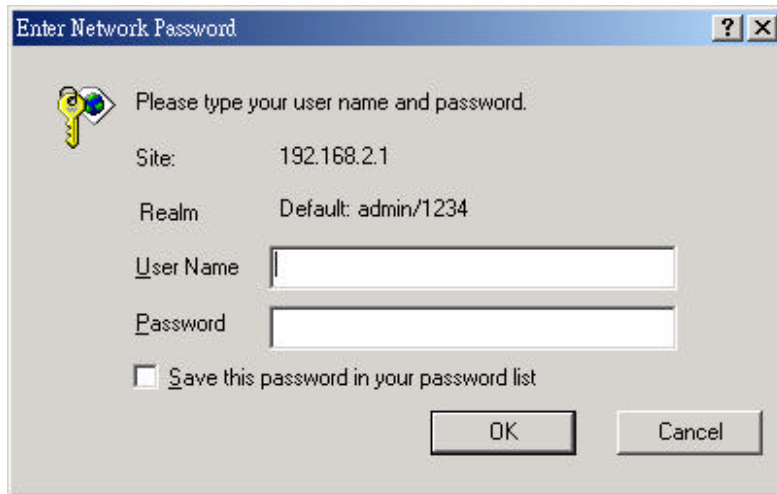 Enter Network Password
Please type your user name and password.
Site: 192.168.2.1
Realm Default: admin/1234
User Name
Password
Save this password in your password list
OK Cancel